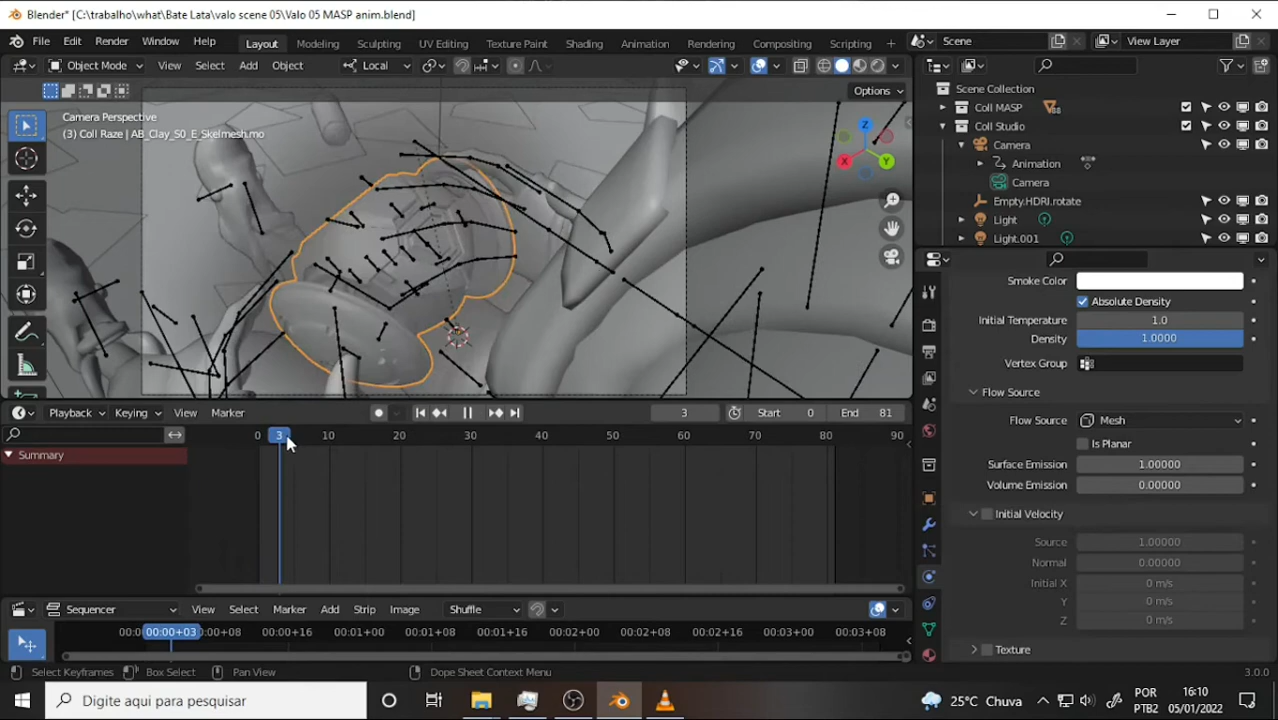 Blender* [C:\trabalho\what\Bate Lata\valo scene 05\Valo 05 MASP anim.blend]
File Edit Render Window Help Layout Modeling Sculpting UV Editing Texture Paint Shading Animation Rendering Compositing Scripting + Scene View Layer
Object Mode View Select Add Object Local
Options
Camera Perspective
(3) Coll Raze | AB_Clay_S0_E_Skelmesh.mo
Z
X
Y
Scene Collection
Coll MASP
Coll Studio
Camera
Animation
Camera
Empty.HDRI.rotate
Light
Light.001
Smoke Color
Absolute Density
Initial Temperature 1.0
Density 1.0000
Vertex Group
Flow Source
Flow Source Mesh
Is Planar
Surface Emission 1.00000
Volume Emission 0.00000
Initial Velocity
Source 1.00000
Normal 0.00000
Initial X 0 m/s
Y 0 m/s
Z 0 m/s
Texture
Playback Keying View Marker 3 Start 0 End 81
0 3 10 20 30 40 50 60 70 80 90
Summary
Sequencer View Select Marker Add Strip Image Shuffle
00:0 00:00+03 0:00+08 00:00+16 00:01+00 00:01+08 00:01+16 00:02+00 00:02+08 00:02+16 00:03+00 00:03+08
Select Keyframes Box Select Pan View Dope Sheet Context Menu 3.0.0
Digite aqui para pesquisar 25°C Chuva POR PTB2 16:10 05/01/2022